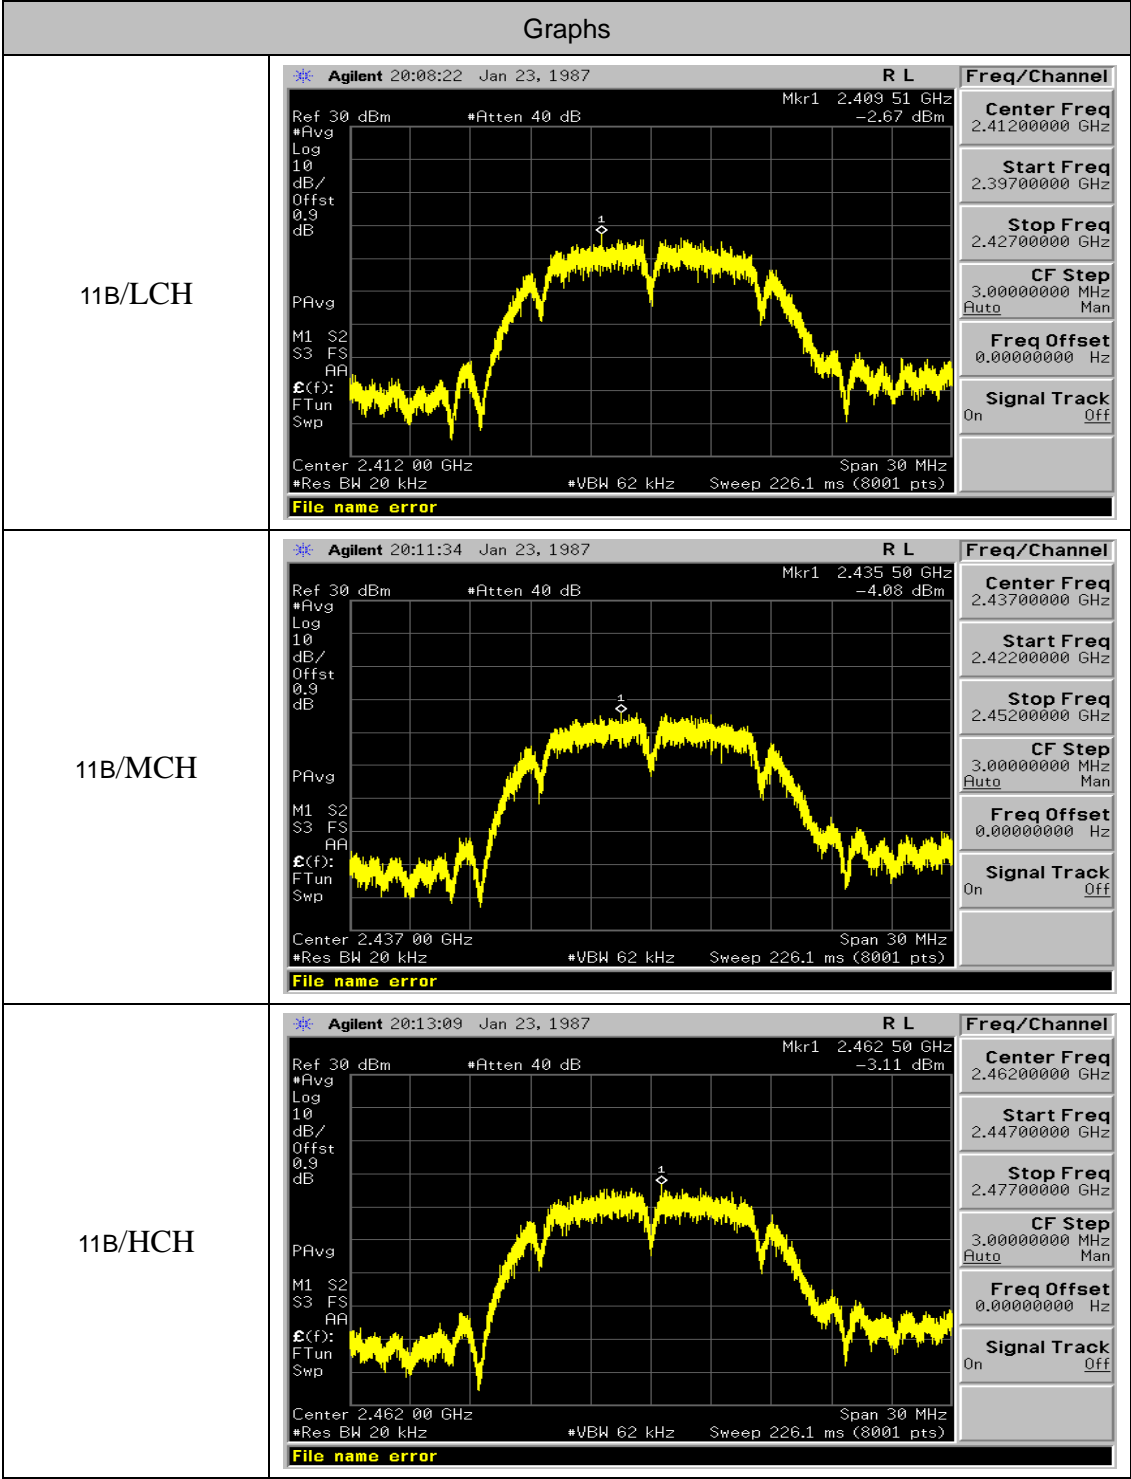 Graphs
11B/LCH
Agilent 20:08:22 Jan 23, 1987 R L Freq/Channel
Mkr1 2.409 51 GHz
Ref 30 dBm #Atten 40 dB -2.67 dBm
#Avg
Log
10
dB/
Offst
0.9
dB
1
PAvg
M1 S2
S3 FS
AA
£(f):
FTun
Swp
Center 2.412 00 GHz Span 30 MHz
#Res BW 20 kHz #VBW 62 kHz Sweep 226.1 ms (8001 pts)
File name error
Center Freq
2.41200000 GHz
Start Freq
2.39700000 GHz
Stop Freq
2.42700000 GHz
CF Step
3.00000000 MHz
Auto Man
Freq Offset
0.00000000 Hz
Signal Track
On Off
11B/MCH
Agilent 20:11:34 Jan 23, 1987 R L Freq/Channel
Mkr1 2.435 50 GHz
Ref 30 dBm #Atten 40 dB -4.08 dBm
#Avg
Log
10
dB/
Offst
0.9
dB
1
PAvg
M1 S2
S3 FS
AA
£(f):
FTun
Swp
Center 2.437 00 GHz Span 30 MHz
#Res BW 20 kHz #VBW 62 kHz Sweep 226.1 ms (8001 pts)
File name error
Center Freq
2.43700000 GHz
Start Freq
2.42200000 GHz
Stop Freq
2.45200000 GHz
CF Step
3.00000000 MHz
Auto Man
Freq Offset
0.00000000 Hz
Signal Track
On Off
11B/HCH
Agilent 20:13:09 Jan 23, 1987 R L Freq/Channel
Mkr1 2.462 50 GHz
Ref 30 dBm #Atten 40 dB -3.11 dBm
#Avg
Log
10
dB/
Offst
0.9
dB
1
PAvg
M1 S2
S3 FS
AA
£(f):
FTun
Swp
Center 2.462 00 GHz Span 30 MHz
#Res BW 20 kHz #VBW 62 kHz Sweep 226.1 ms (8001 pts)
File name error
Center Freq
2.46200000 GHz
Start Freq
2.44700000 GHz
Stop Freq
2.47700000 GHz
CF Step
3.00000000 MHz
Auto Man
Freq Offset
0.00000000 Hz
Signal Track
On Off